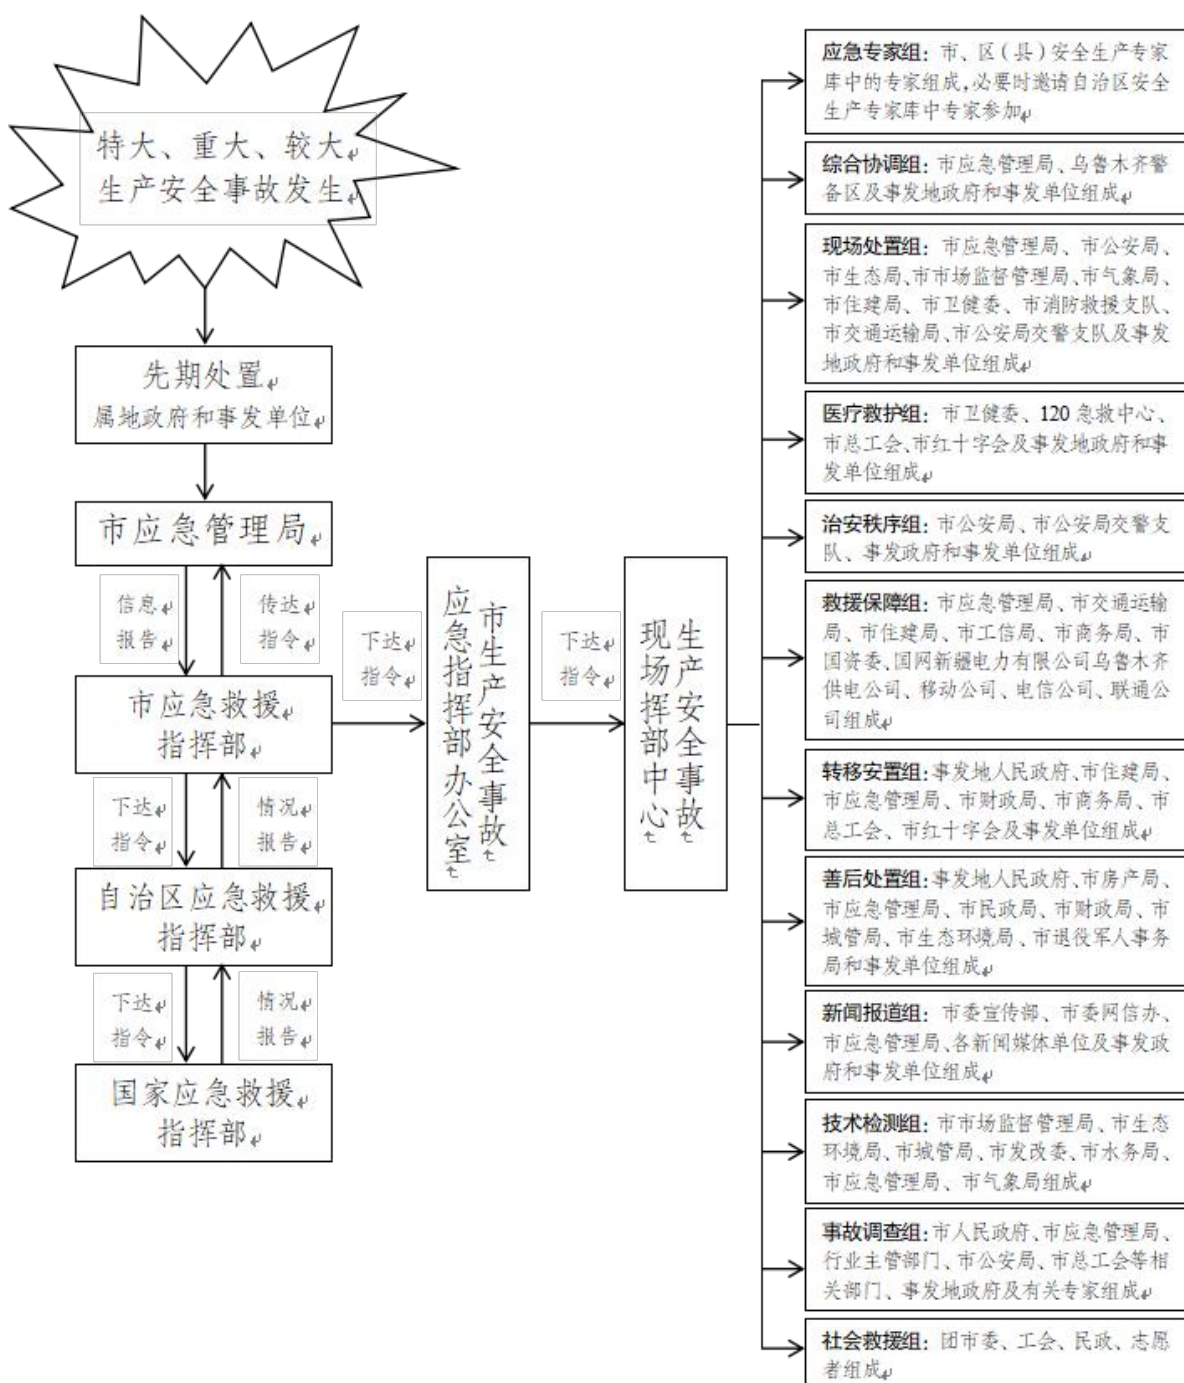 特大、重大、较大
生产安全事故发生
先期处置
属地政府和事发单位
市应急管理局
信息
报告
传达
指令
市应急救援
指挥部
下达
指令
情况
报告
自治区应急救援
指挥部
下达
指令
情况
报告
国家应急救援
指挥部
下达
指令
市生产安全事故
应急指挥部办公室
下达
指令
生产安全事故
现场挥部中心
应急专家组：市、区（县）安全生产专家
库中的专家组成,必要时邀请自治区安全
生产专家库中专家参加
综合协调组：市应急管理局、乌鲁木齐警
备区及事发地政府和事发单位组成
现场处置组：市应急管理局、市公安局、
市生态局、市市场监督管理局、市气象局、
市住建局、市卫健委、市消防救援支队、
市交通运输局、市公安局交警支队及事发
地政府和事发单位组成
医疗救护组：市卫健委、120 急救中心、
市总工会、市红十字会及事发地政府和事
发单位组成
治安秩序组：市公安局、市公安局交警支
队、事发政府和事发单位组成
救援保障组：市应急管理局、市交通运输
局、市住建局、市工信局、市商务局、市
国资委、国网新疆电力有限公司乌鲁木齐
供电公司、移动公司、电信公司、联通公
司组成
转移安置组：事发地人民政府、市住建局、
市应急管理局、市财政局、市商务局、市
总工会、市红十字会及事发单位组成
善后处置组：事发地人民政府、市房产局、
市应急管理局、市民政局、市财政局、市
城管局、市生态环境局、市退役军人事务
局和事发单位组成
新闻报道组：市委宣传部、市委网信办、
市应急管理局、各新闻媒体单位及事发政
府和事发单位组成
技术检测组：市市场监督管理局、市生态
环境局、市城管局、市发改委、市水务局、
市应急管理局、市气象局组成
事故调查组：市人民政府、市应急管理局、
行业主管部门、市公安局、市总工会等相
关部门、事发地政府及有关专家组成
社会救援组：团市委、工会、民政、志愿
者组成